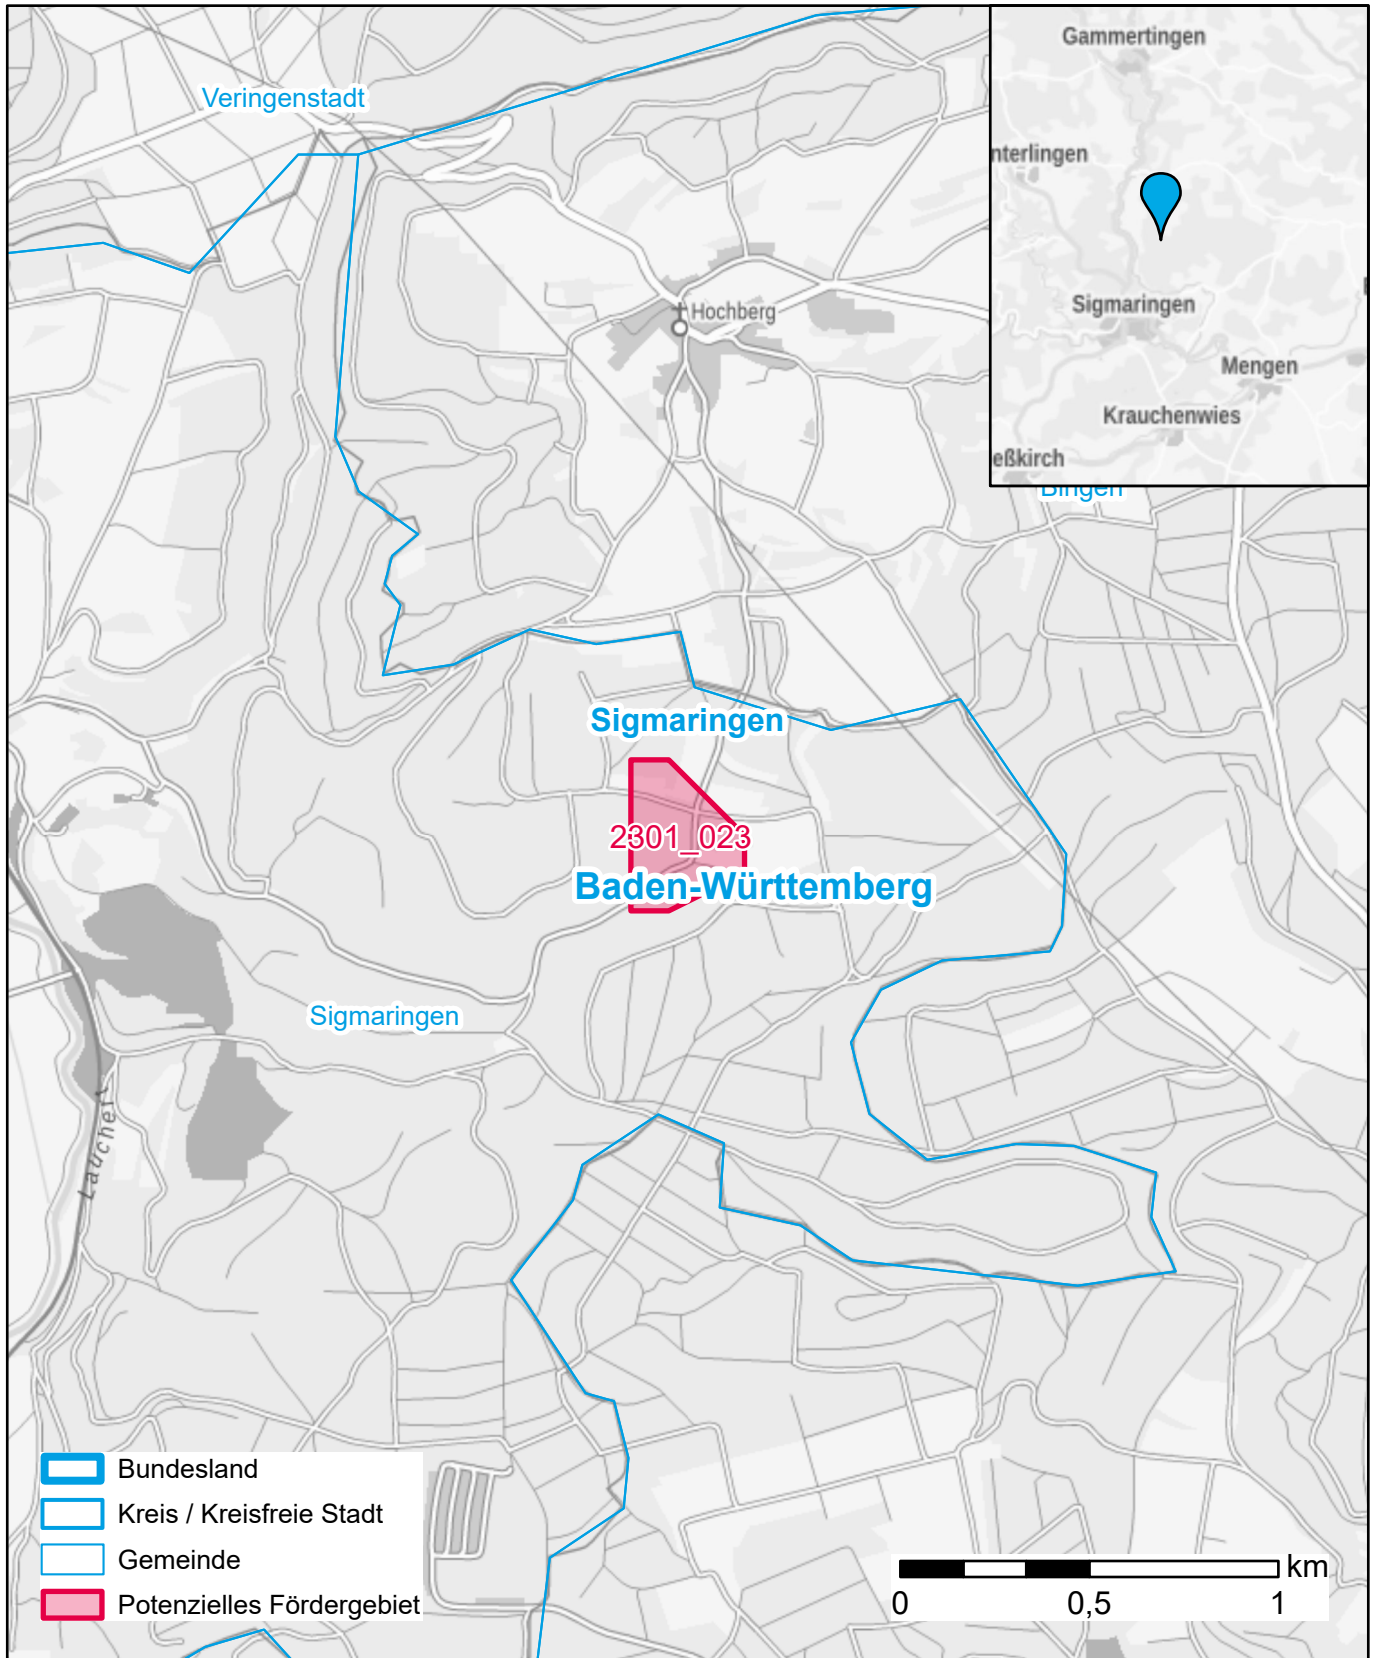 Veringenstadt
Hochberg
Gammertingen
nterlingen
Sigmaringen
Mengen
Krauchenwies
eßkirch
Bingen
Sigmaringen
2301_023
Baden-Württemberg
Sigmaringen
Lauchert
Bundesland
Kreis / Kreisfreie Stadt
Gemeinde
Potenzielles Fördergebiet
km
0 0,5 1